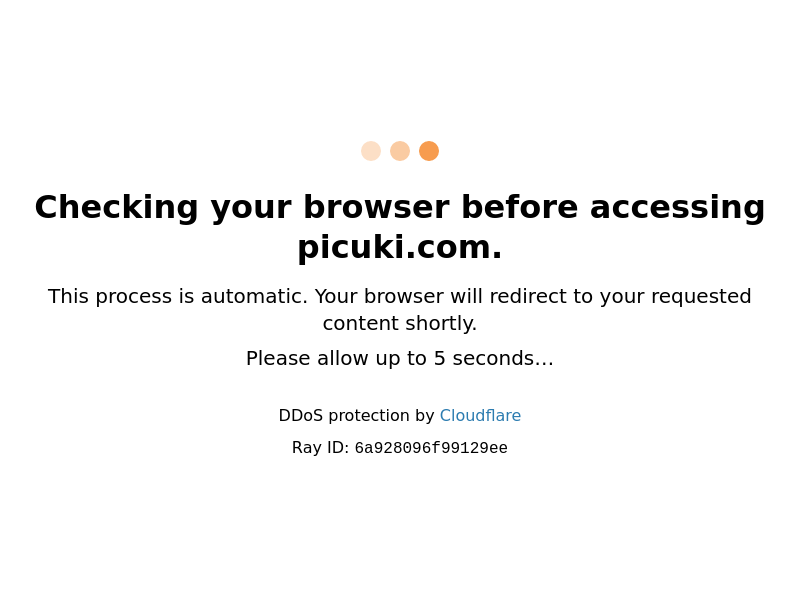 Checking your browser before accessing
picuki.com.
This process is automatic. Your browser will redirect to your requested
content shortly.
Please allow up to 5 seconds…
DDoS protection by Cloudflare
Ray ID: 6a928096f99129ee